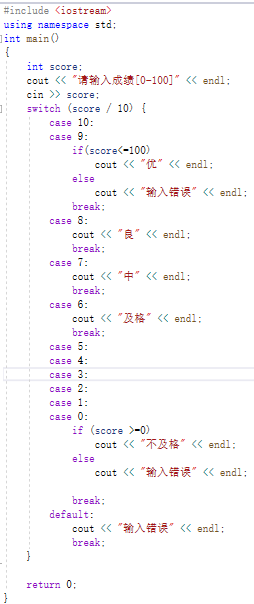 #include <iostream>
using namespace std;
int main()
{
    int score;
    cout << "请输入成绩[0-100]" << endl;
    cin >> score;
    switch (score / 10) {
        case 10:
        case 9:
            if(score<=100)
                cout << "优" << endl;
            else
                cout << "输入错误" << endl;
            break;
        case 8:
            cout << "良" << endl;
            break;
        case 7:
            cout << "中" << endl;
            break;
        case 6:
            cout << "及格" << endl;
            break;
        case 5:
        case 4:
        case 3:
        case 2:
        case 1:
        case 0:
            if (score >=0)
                cout << "不及格" << endl;
            else
                cout << "输入错误" << endl;
            break;
        default:
            cout << "输入错误" << endl;
            break;
    }
    return 0;
}